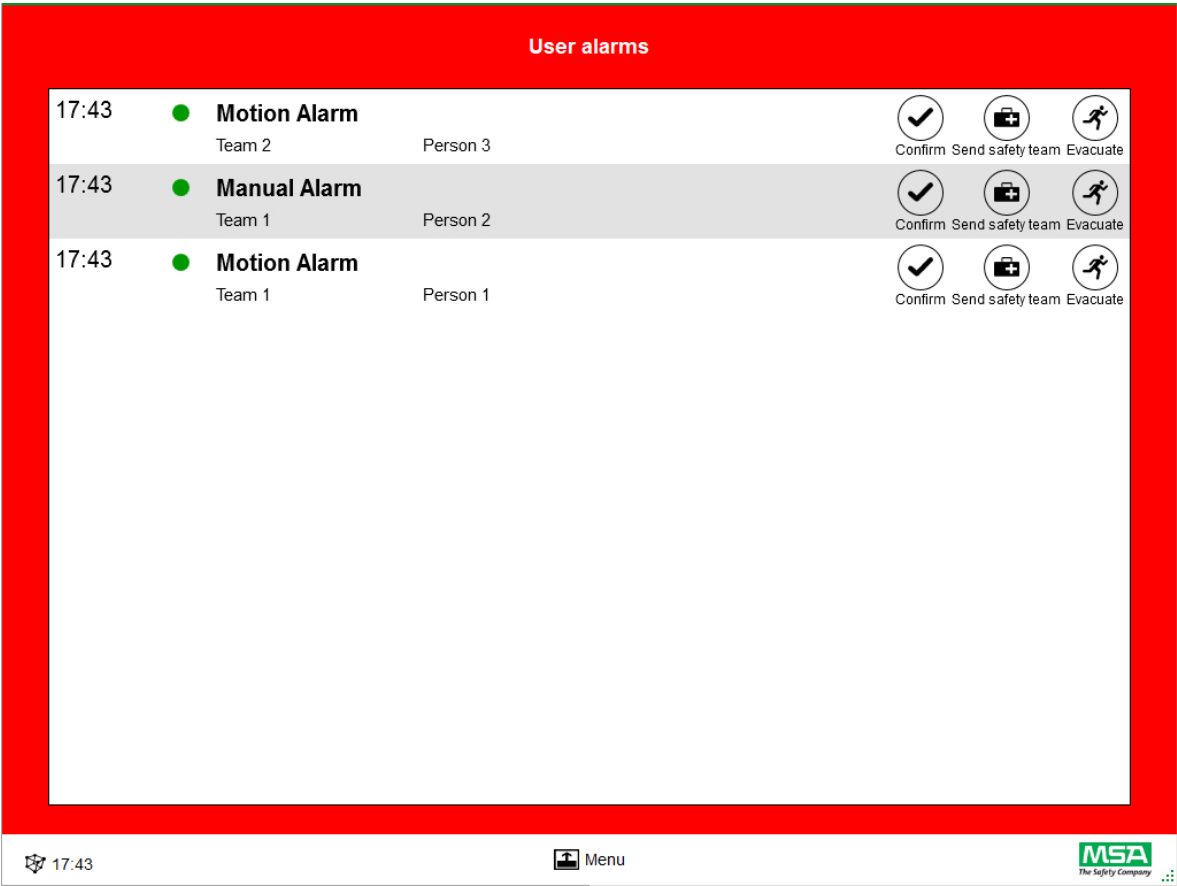 User alarms
17:43 Motion Alarm
Team 2 Person 3
Confirm Send safety team Evacuate
17:43 Manual Alarm
Team 1 Person 2
Confirm Send safety team Evacuate
17:43 Motion Alarm
Team 1 Person 1
Confirm Send safety team Evacuate
17:43 Menu MSA
The Safety Company